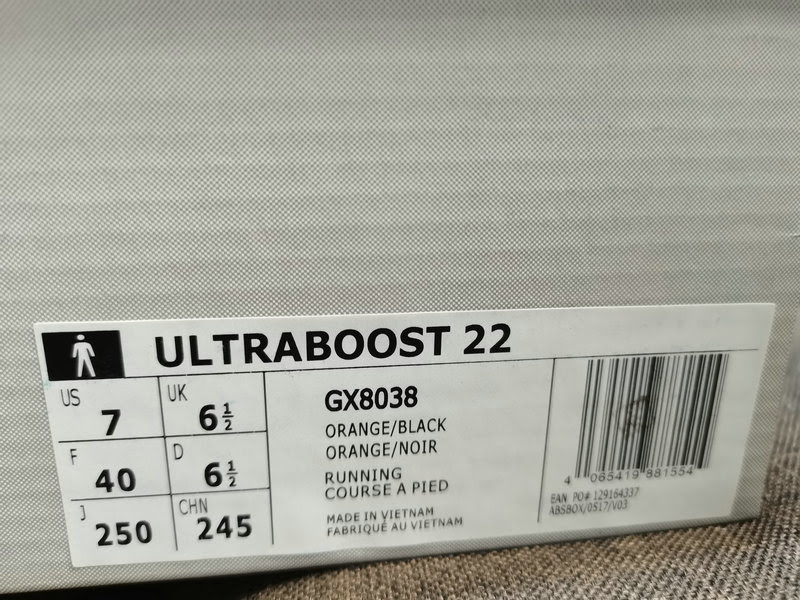 ULTRABOOST 22
US 7
UK 6½
F 40
D 6½
J 250
CHN 245
GX8038
ORANGE/BLACK
ORANGE/NOIR
RUNNING
COURSE A PIED
MADE IN VIETNAM
FABRIQUÉ AU VIETNAM
4 065419 881554
EAN PO# 129164337
ABSBOX/0517/V03